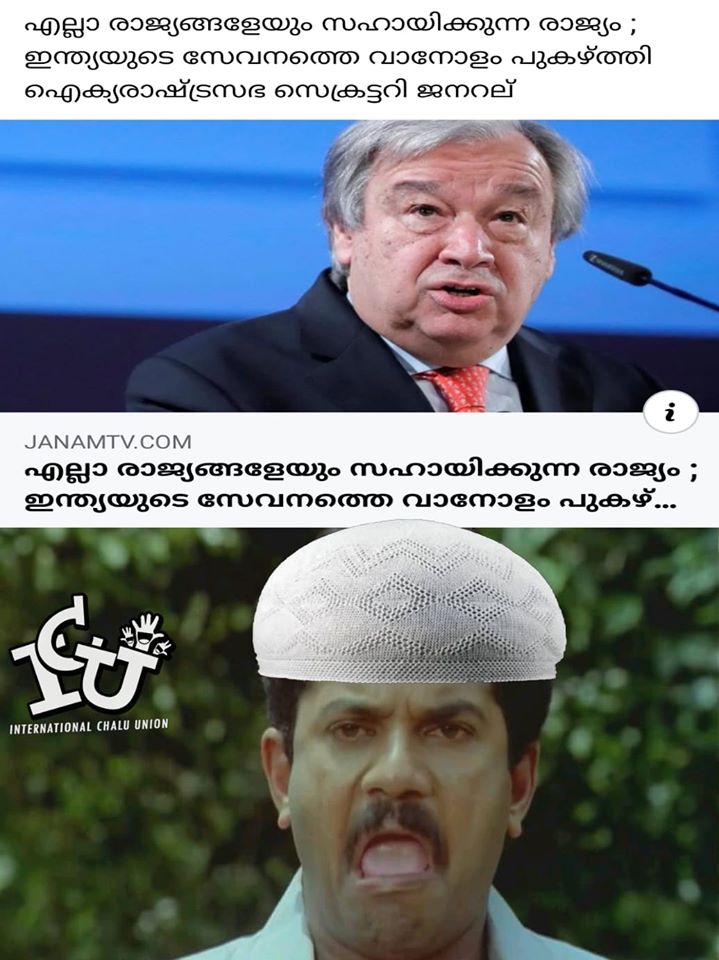 എല്ലാ രാജ്യങ്ങളേയും സഹായിക്കുന്ന രാജ്യം ;
ഇന്ത്യയുടെ സേവനത്തെ വാനോളം പുകഴ്ത്തി
ഐക്യരാഷ്ട്രസഭ സെക്രട്ടറി ജനറല്
i
JANAMTV.COM
എല്ലാ രാജ്യങ്ങളേയും സഹായിക്കുന്ന രാജ്യം ;
ഇന്ത്യയുടെ സേവനത്തെ വാനോളം പുകഴ്...
ICU
INTERNATIONAL CHALU UNION